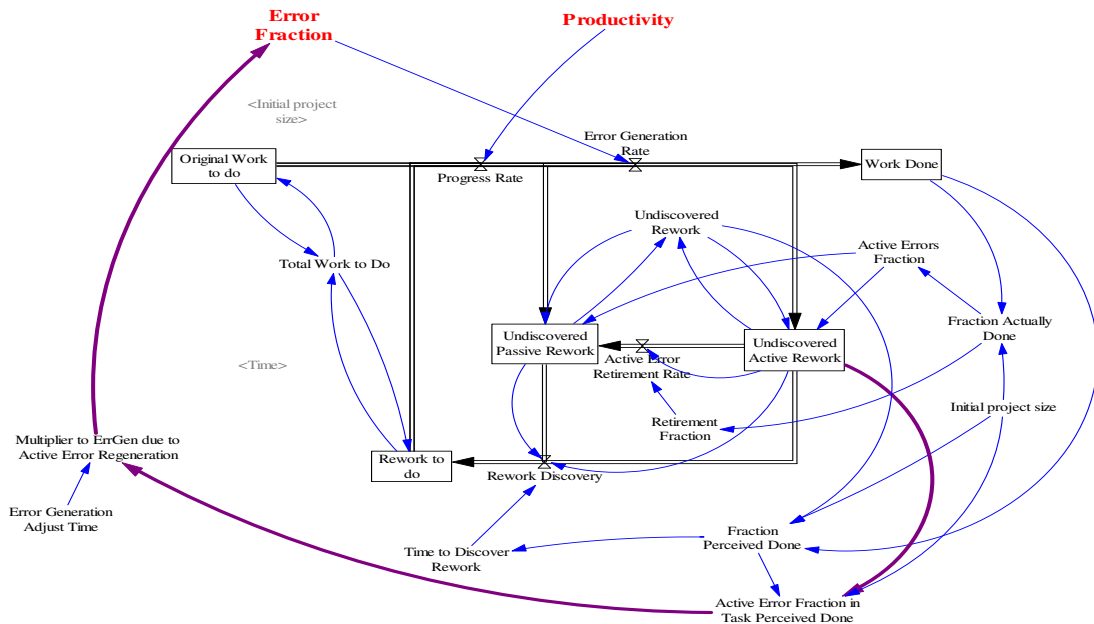 Error
Fraction
Productivity
<Initial project
size>
Error Generation
Rate
Original Work
to do
Progress Rate
Work Done
Undiscovered
Rework
Active Errors
Fraction
Total Work to Do
Undiscovered
Passive Rework
Undiscovered
Active Rework
Fraction Actually
Done
<Time>
Active Error
Retirement Rate
Retirement
Fraction
Initial project size
Multiplier to ErrGen due to
Active Error Regeneration
Rework to
do
Rework Discovery
Error Generation
Adjust Time
Time to Discover
Rework
Fraction
Perceived Done
Active Error Fraction in
Task Perceived Done